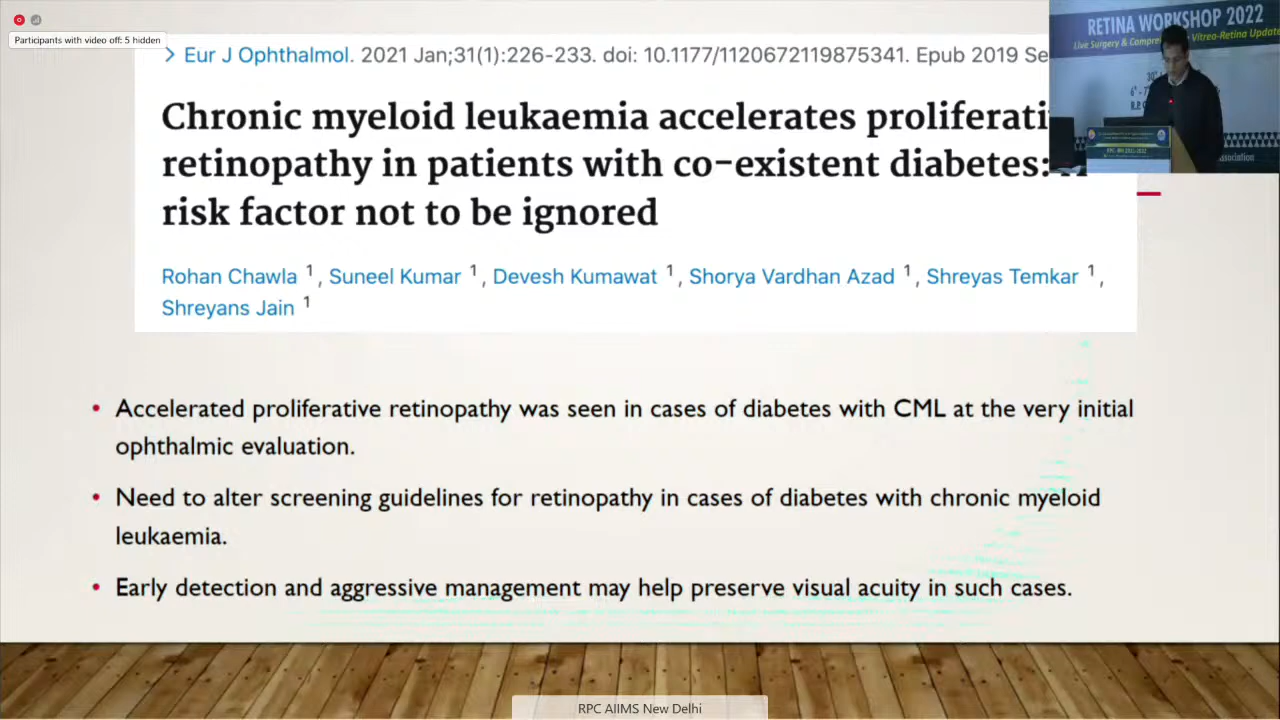 Participants with video off: 5 hidden
Eur J Ophthalmol. 2021 Jan;31(1):226-233. doi: 10.1177/1120672119875341. Epub 2019 Se
Chronic myeloid leukaemia accelerates
retinopathy in patients with co-existent diabetes:
risk factor not to be ignored
Rohan Chawla 1, Suneel Kumar 1, Devesh Kumawat 1, Shorya Vardhan Azad 1, Shreyas Temkar 1,
Shreyans Jain 1
RETINA WORKSHOP 2022
Live Surgery & Vitreo-Retina Update
• Accelerated proliferative retinopathy was seen in cases of diabetes with CML at the very initial
ophthalmic evaluation.
• Need to alter screening guidelines for retinopathy in cases of diabetes with chronic myeloid
leukaemia.
• Early detection and aggressive management may help preserve visual acuity in such cases.
RPC AIIMS New Delhi